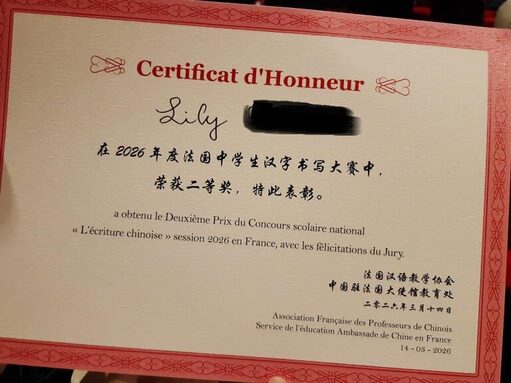 Certificat d'Honneur
Lily
在 2026 年度法国中学生汉字书写大赛中，
荣获二等奖，特此表彰。
a obtenu le Deuxième Prix du Concours scolaire national
« L'écriture chinoise » session 2026 en France, avec les félicitations du Jury.
法国汉语教学协会
中国驻法国大使馆教育处
二零二六年三月十四日
Association Française des Professeurs de Chinois
Service de l'éducation Ambassade de Chine en France
14 - 03 - 2026